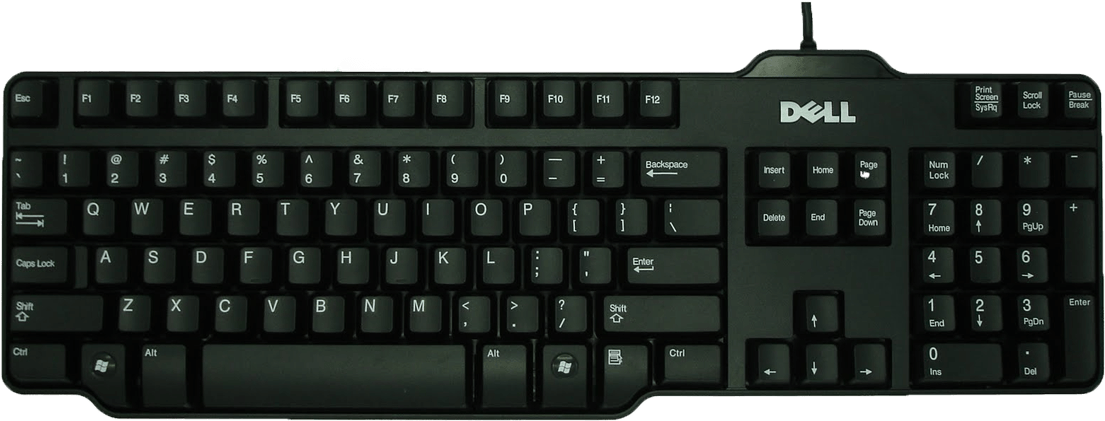 Esc F1 F2 F3 F4 F5 F6 F7 F8 F9 F10 F11 F12
DELL
Print
Screen
SysRq
Scroll
Lock
Pause
Break
~ ! @ # $ % ^ & * ( ) — +
` 1 2 3 4 5 6 7 8 9 0 – =
Backspace
Insert Home Page
Up
Num
Lock
/ * -
Tab
Q W E R T Y U I O P { } ¦
[ ] \
Delete End Page
Down
7 8 9 +
Home ↑ PgUp
Caps Lock A S D F G H J K L : "
; '
Enter
4 5 6
← →
Shift
Z X C V B N M < > ?
, . /
Shift
↑
1 2 3 Enter
End ↓ PgDn
Ctrl Alt Alt Ctrl
← ↓ →
0 .
Ins Del